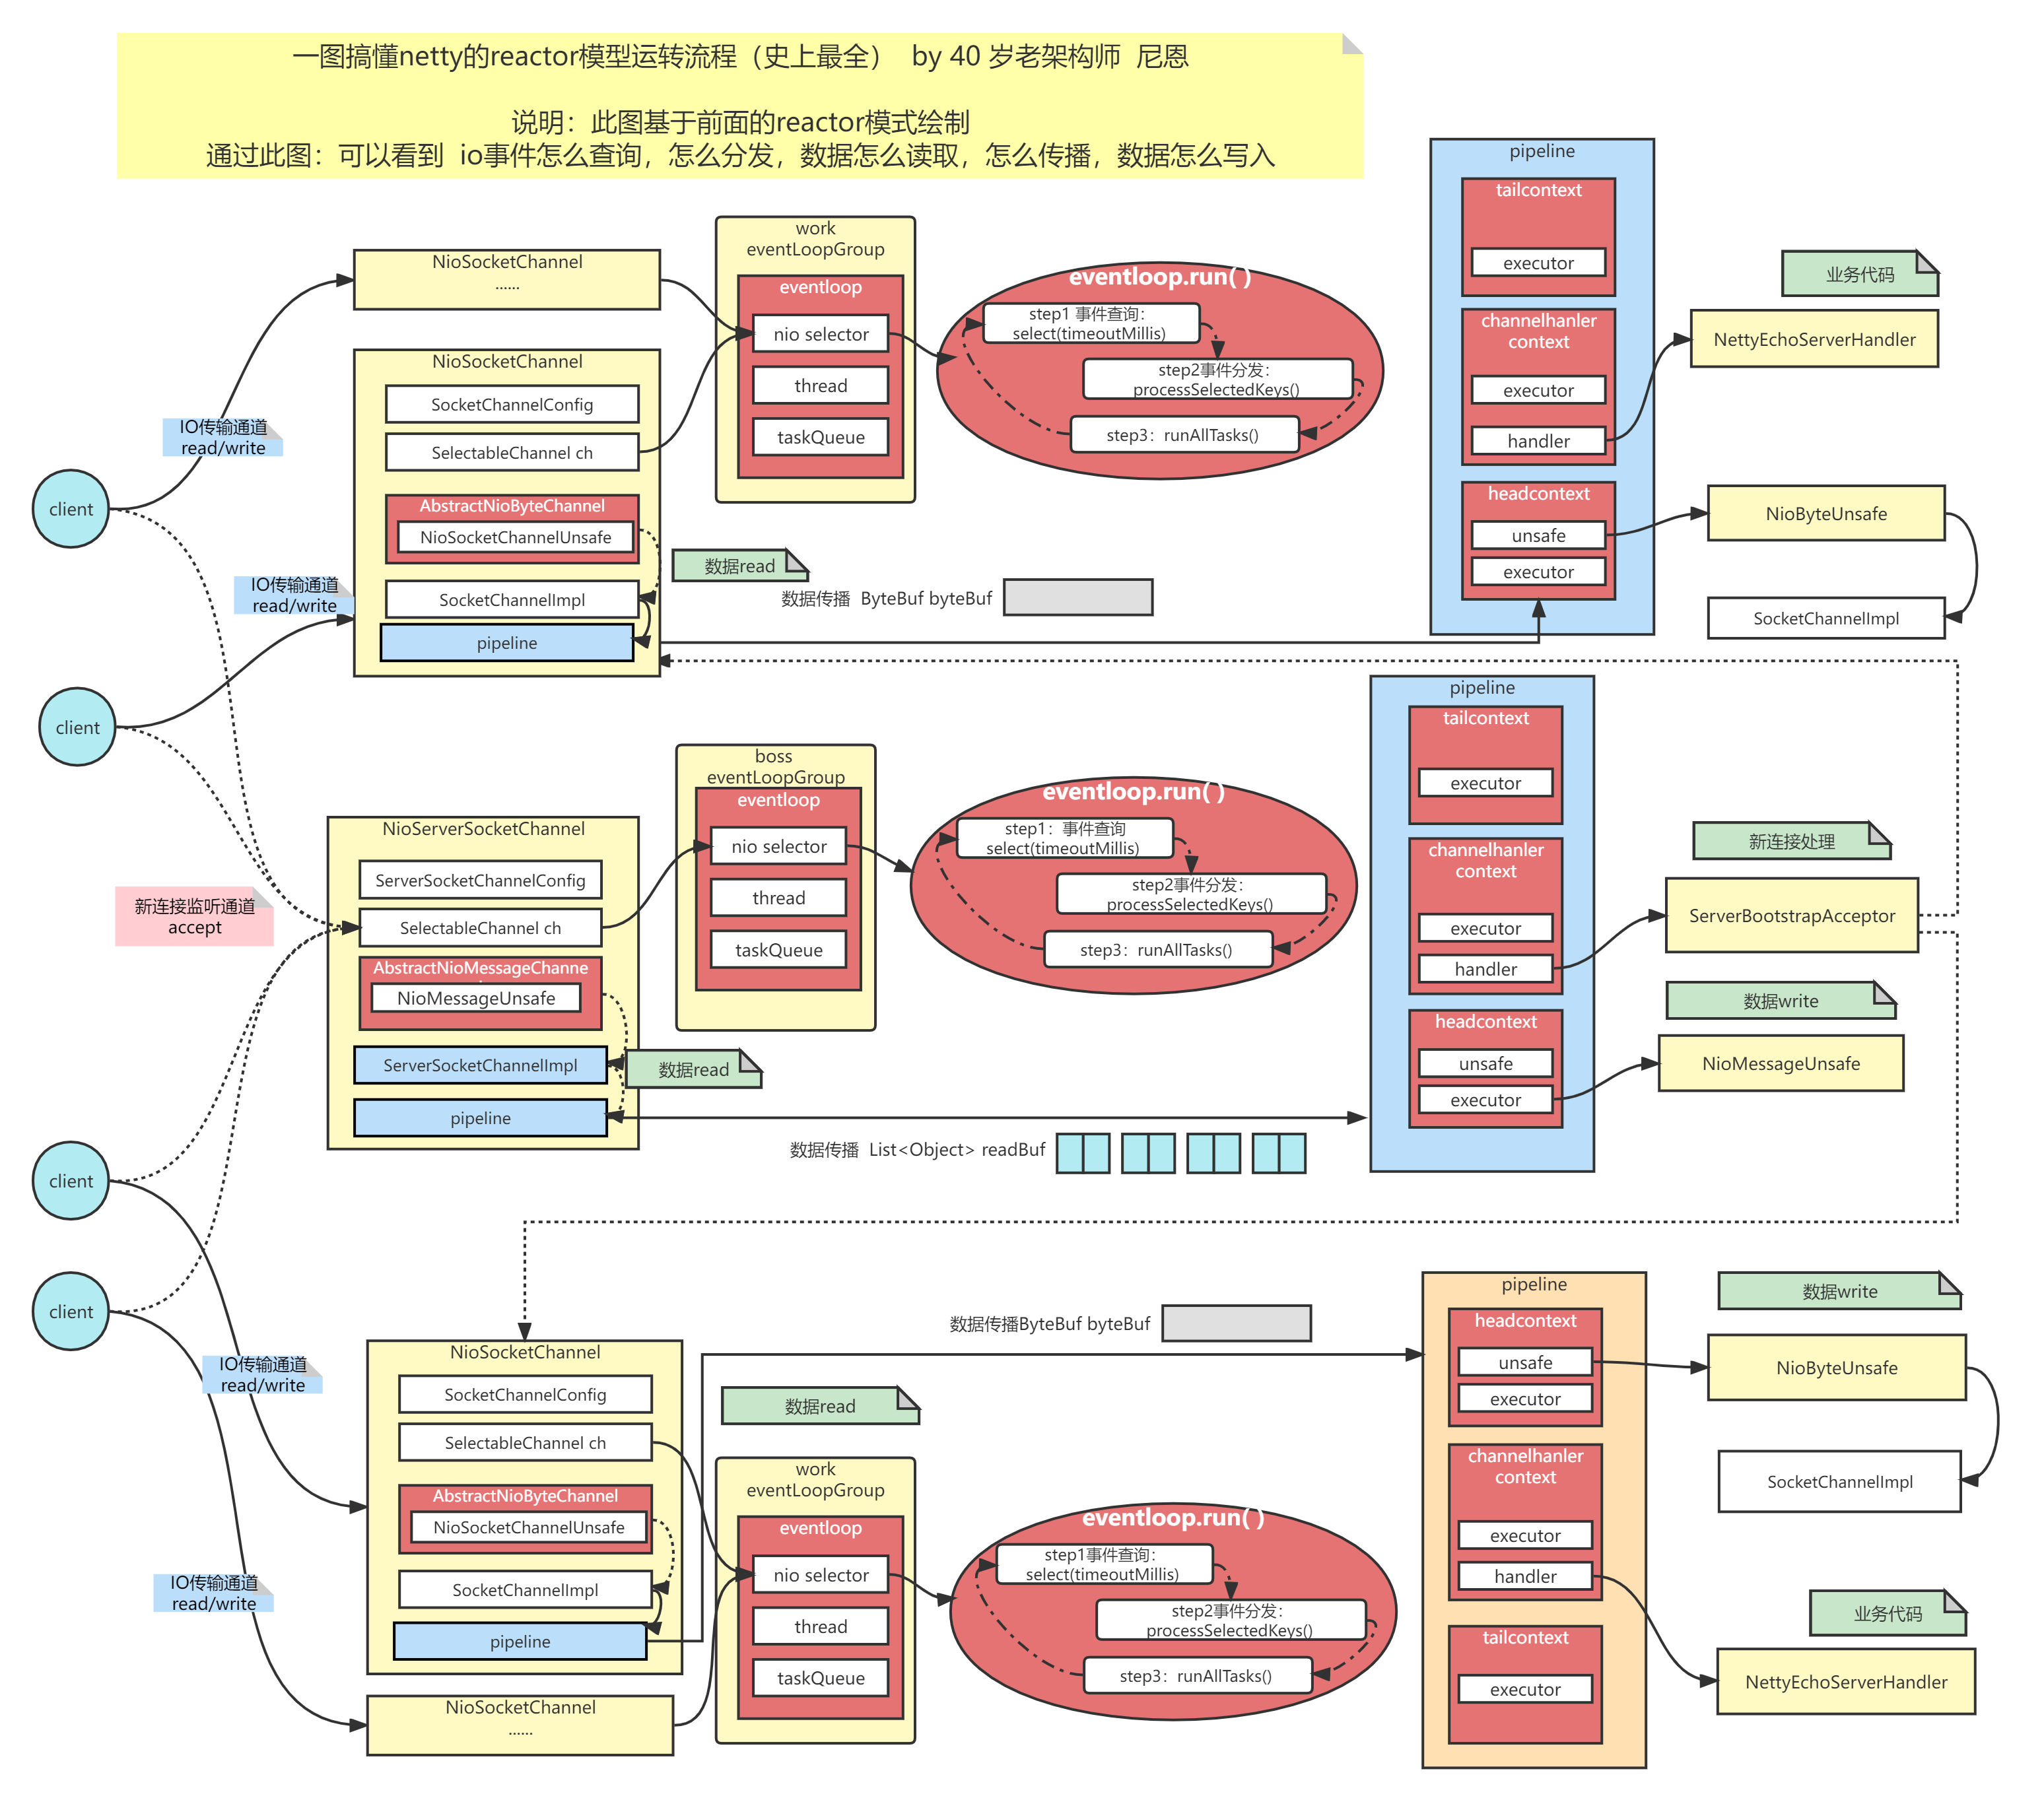 一图搞懂netty的reactor模型运转流程（史上最全） by 40 岁老架构师 尼恩
说明：此图基于前面的reactor模式绘制
通过此图：可以看到 io事件怎么查询，怎么分发，数据怎么读取，怎么传播，数据怎么写入
client
IO传输通道
read/write
client
IO传输通道
read/write
NioSocketChannel
......
NioSocketChannel
SocketChannelConfig
SelectableChannel ch
AbstractNioByteChannel
NioSocketChannelUnsafe
SocketChannelImpl
pipeline
work
eventLoopGroup
eventloop
nio selector
thread
taskQueue
eventloop.run( )
step1 事件查询：
select(timeoutMillis)
step2事件分发：
processSelectedKeys()
step3：runAllTasks()
数据read
数据传播 ByteBuf byteBuf
pipeline
tailcontext
executor
channelhanler
context
executor
handler
headcontext
unsafe
executor
业务代码
NettyEchoServerHandler
NioByteUnsafe
SocketChannelImpl
新连接监听通道
accept
NioServerSocketChannel
ServerSocketChannelConfig
SelectableChannel ch
AbstractNioMessageChanne
NioMessageUnsafe
ServerSocketChannelImpl
pipeline
boss
eventLoopGroup
eventloop
nio selector
thread
taskQueue
eventloop.run( )
step1：事件查询
select(timeoutMillis)
step2事件分发：
processSelectedKeys()
step3：runAllTasks()
数据read
数据传播 List<Object> readBuf
pipeline
tailcontext
executor
channelhanler
context
executor
handler
headcontext
unsafe
executor
新连接处理
ServerBootstrapAcceptor
数据write
NioMessageUnsafe
client
client
IO传输通道
read/write
IO传输通道
read/write
NioSocketChannel
SocketChannelConfig
SelectableChannel ch
AbstractNioByteChannel
NioSocketChannelUnsafe
SocketChannelImpl
pipeline
NioSocketChannel
......
数据传播ByteBuf byteBuf
数据read
work
eventLoopGroup
eventloop
nio selector
thread
taskQueue
eventloop.run( )
step1事件查询：
select(timeoutMillis)
step2事件分发：
processSelectedKeys()
step3：runAllTasks()
pipeline
headcontext
unsafe
executor
channelhanler
context
executor
handler
tailcontext
executor
数据write
NioByteUnsafe
SocketChannelImpl
业务代码
NettyEchoServerHandler